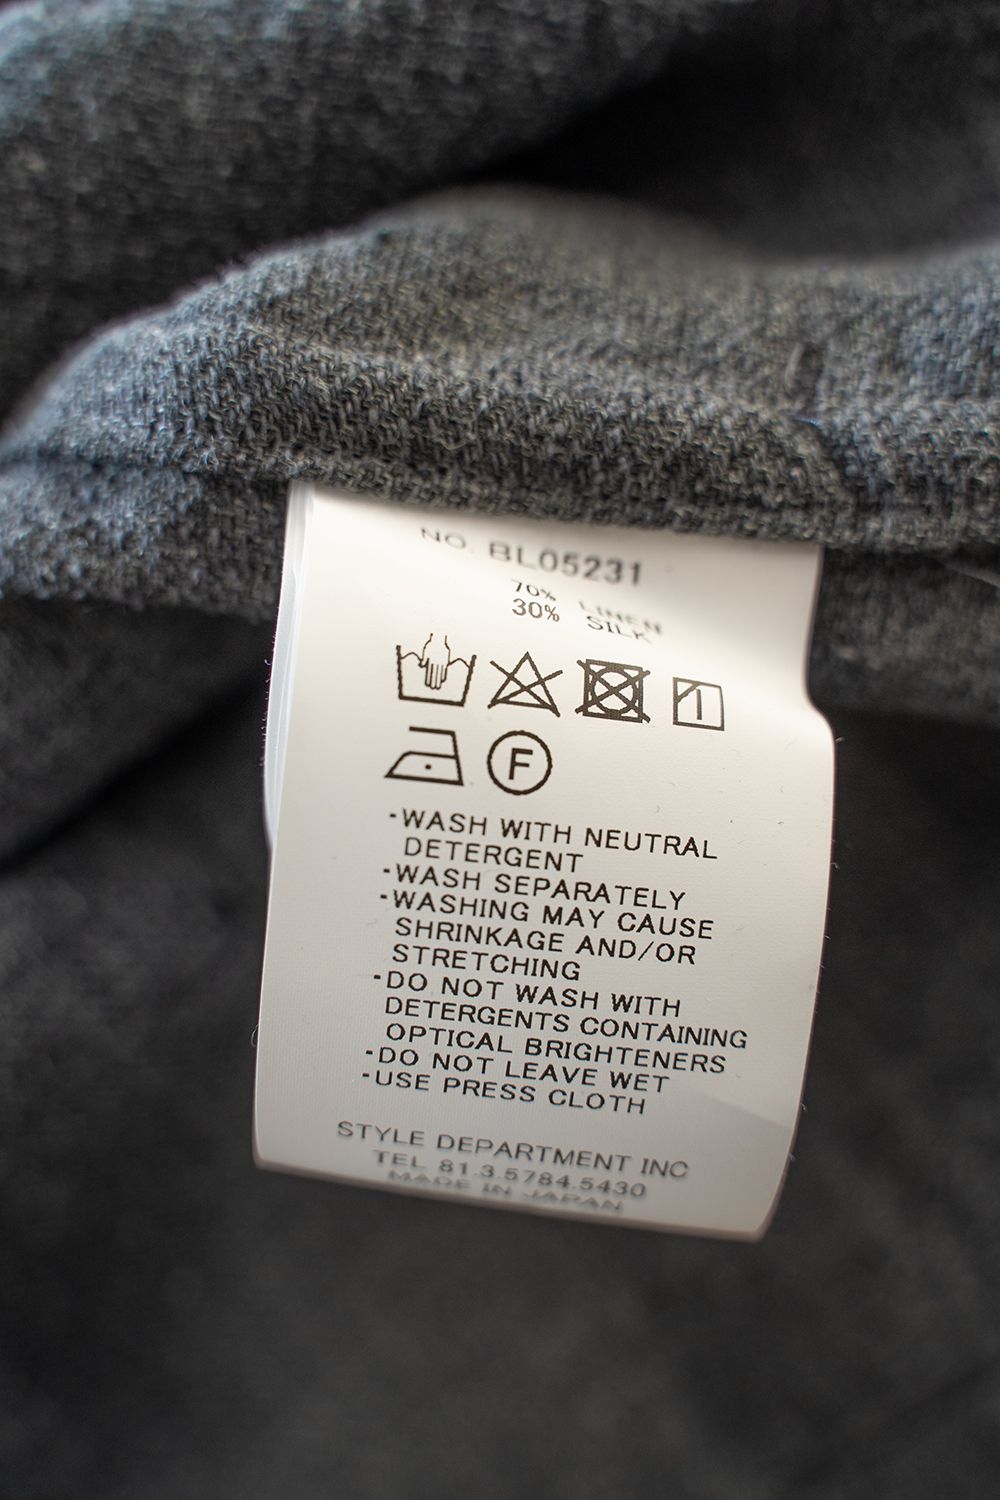 NO. BL05231
70% LINEN
30% SILK
F
-WASH WITH NEUTRAL
DETERGENT
-WASH SEPARATELY
-WASHING MAY CAUSE
SHRINKAGE AND/OR
STRETCHING
-DO NOT WASH WITH
DETERGENTS CONTAINING
OPTICAL BRIGHTENERS
-DO NOT LEAVE WET
-USE PRESS CLOTH
STYLE DEPARTMENT INC
TEL 81.3.5784.5430
MADE IN JAPAN